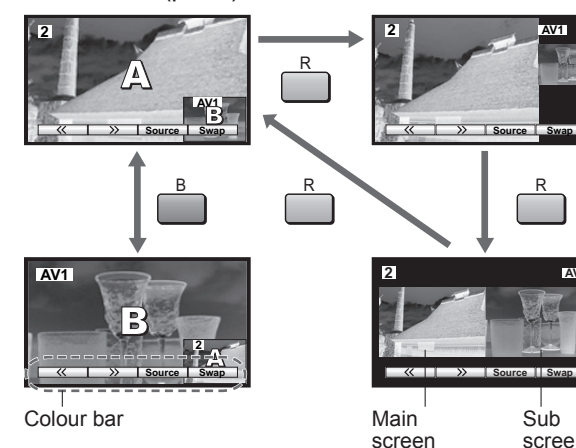 2
A
AV1
B
<< >> Source Swap
R
2
AV1
<< >> Source Swap
B
R
R
AV1
B
2
A
<< >> Source Swap
2
<< >> Source Swap
Colour bar
Main
screen
Sub